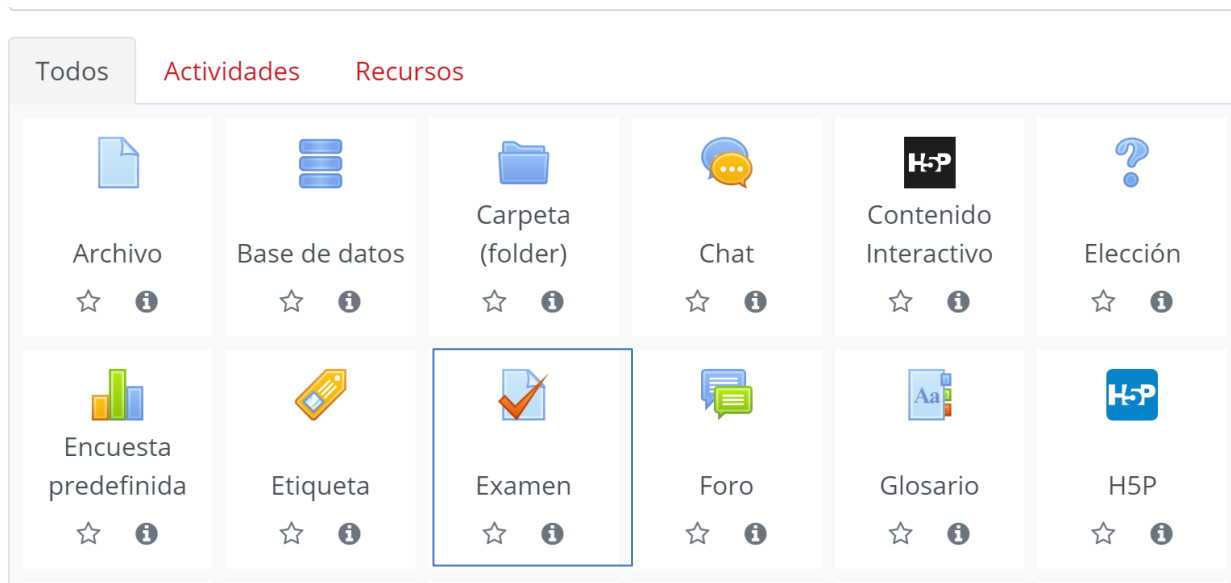 Todos Actividades Recursos
H5P
Carpeta Contenido
Archivo Base de datos (folder) Chat Interactivo Elección
Aa H5P
Encuesta
predefinida Etiqueta Examen Foro Glosario H5P